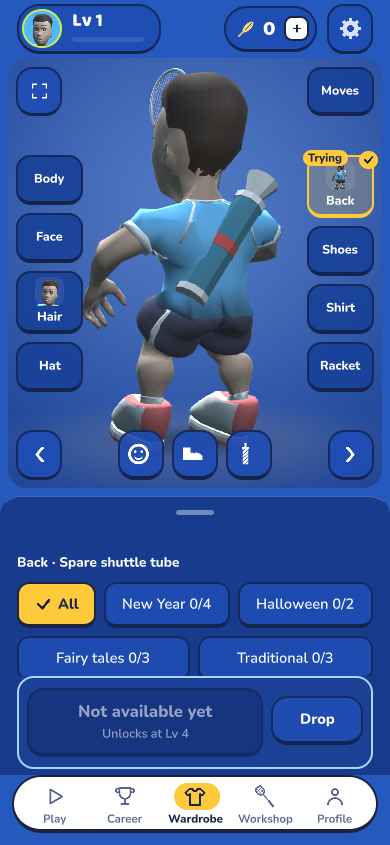 Lv 1
0
+
Moves
Body
Trying
Back
Face
Shoes
Hair
Shirt
Hat
Racket
Back · Spare shuttle tube
All
New Year 0/4
Halloween 0/2
Fairy tales 0/3
Traditional 0/3
Not available yet
Unlocks at Lv 4
Drop
Play
Career
Wardrobe
Workshop
Profile